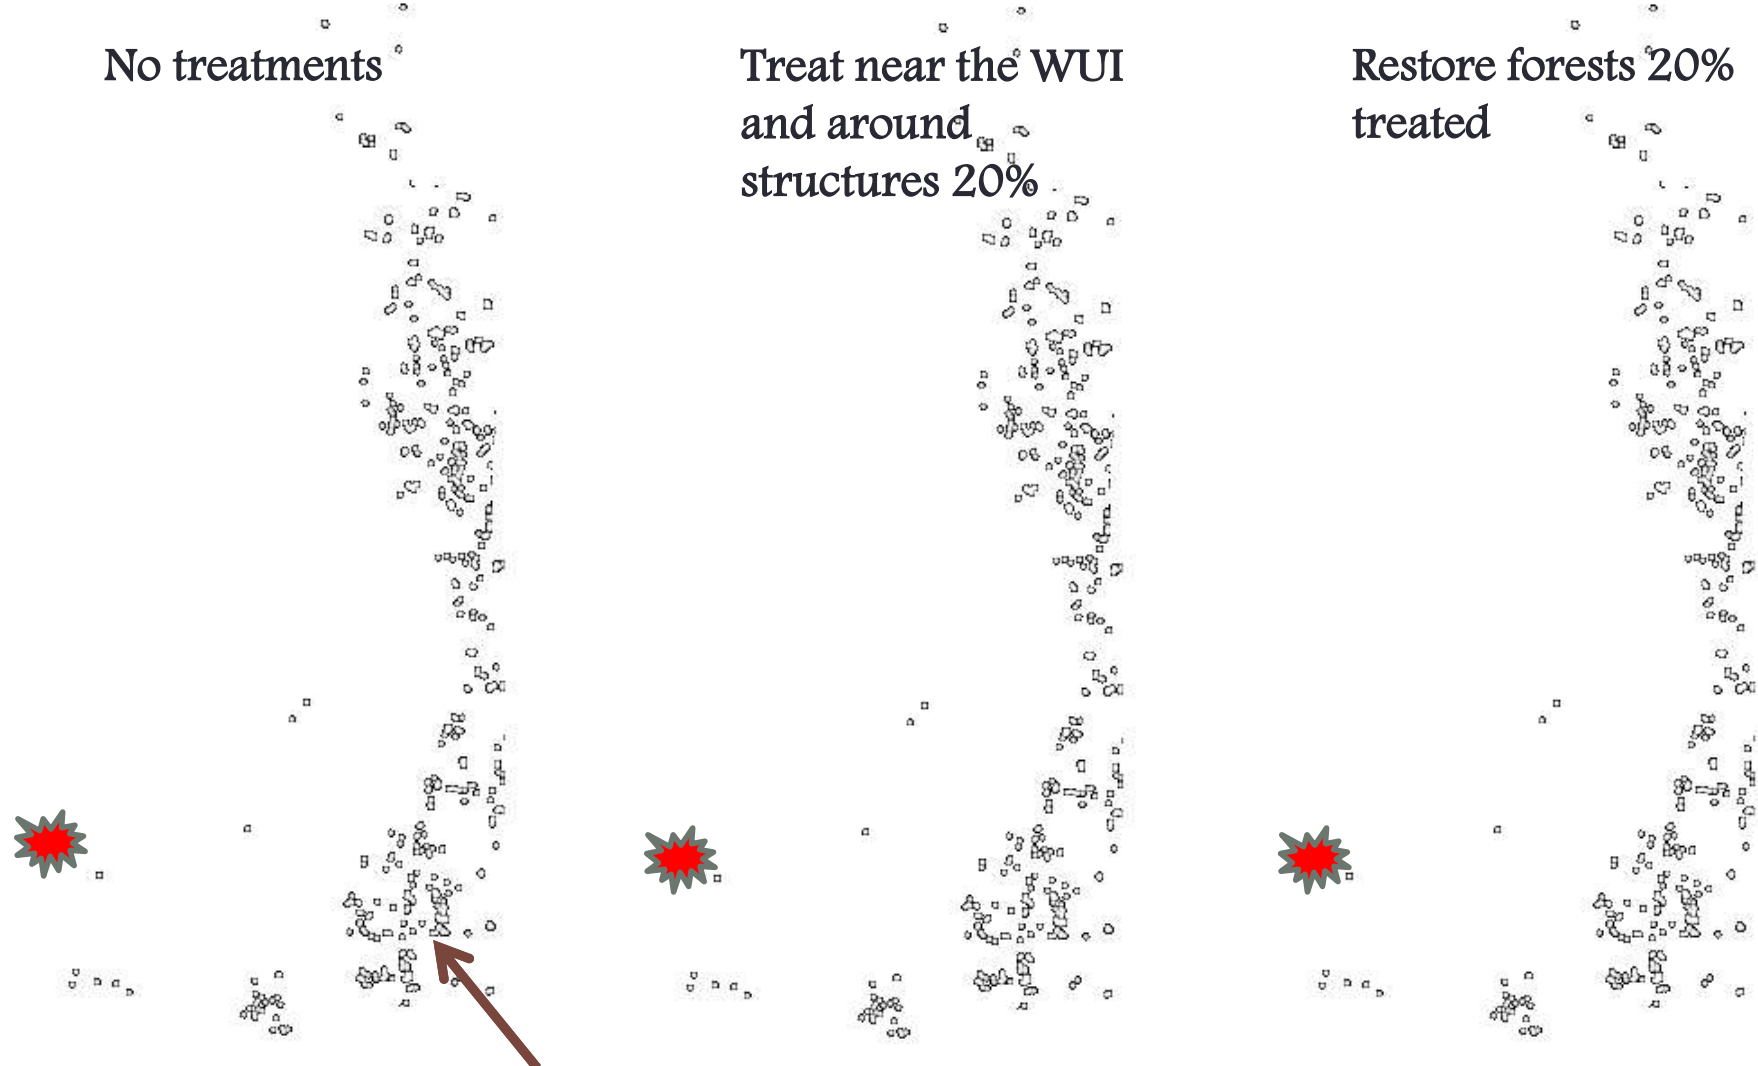 No treatments
Treat near the WUI
and around
structures 20%
Restore forests 20%
treated